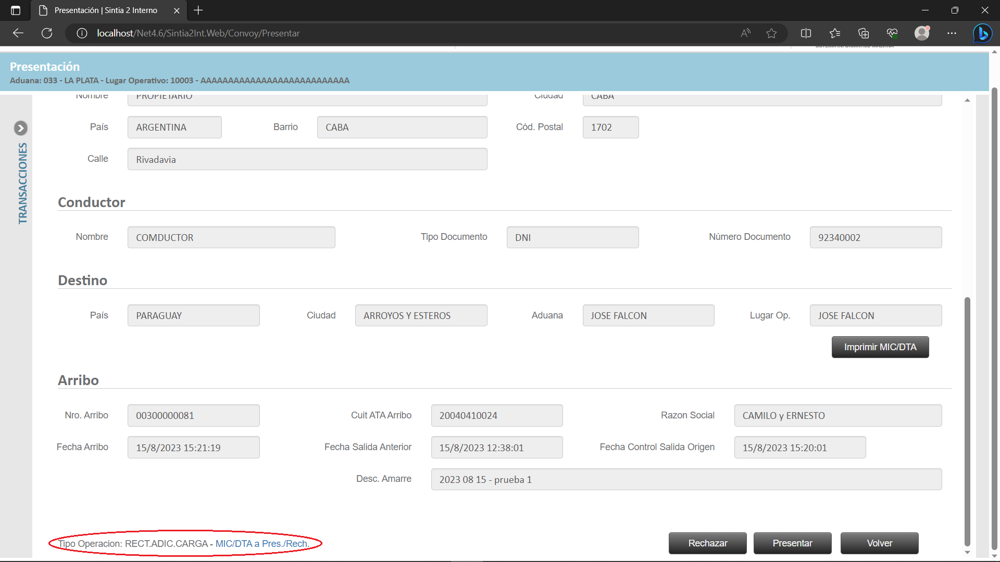 Presentación | Sintia 2 Interno
localhost/Net4.6/Sintia2Int.Web/Convoy/Presentar
SISTEMA INFORMATICO MALVINA
Presentación
Aduana: 033 - LA PLATA - Lugar Operativo: 10003 - AAAAAAAAAAAAAAAAAAAAAAAAAAA
TRANSACCIONES
Nombre PROPIETARIO Ciudad CABA
País ARGENTINA Barrio CABA Cód. Postal 1702
Calle Rivadavia
Conductor
Nombre COMDUCTOR Tipo Documento DNI Número Documento 92340002
Destino
País PARAGUAY Ciudad ARROYOS Y ESTEROS Aduana JOSE FALCON Lugar Op. JOSE FALCON
Imprimir MIC/DTA
Arribo
Nro. Arribo 00300000081 Cuit ATA Arribo 20040410024 Razon Social CAMILO y ERNESTO
Fecha Arribo 15/8/2023 15:21:19 Fecha Salida Anterior 15/8/2023 12:38:01 Fecha Control Salida Origen 15/8/2023 15:20:01
Desc. Amarre 2023 08 15 - prueba 1
Tipo Operacion: RECT.ADIC.CARGA - MIC/DTA a Pres./Rech. Rechazar Presentar Volver